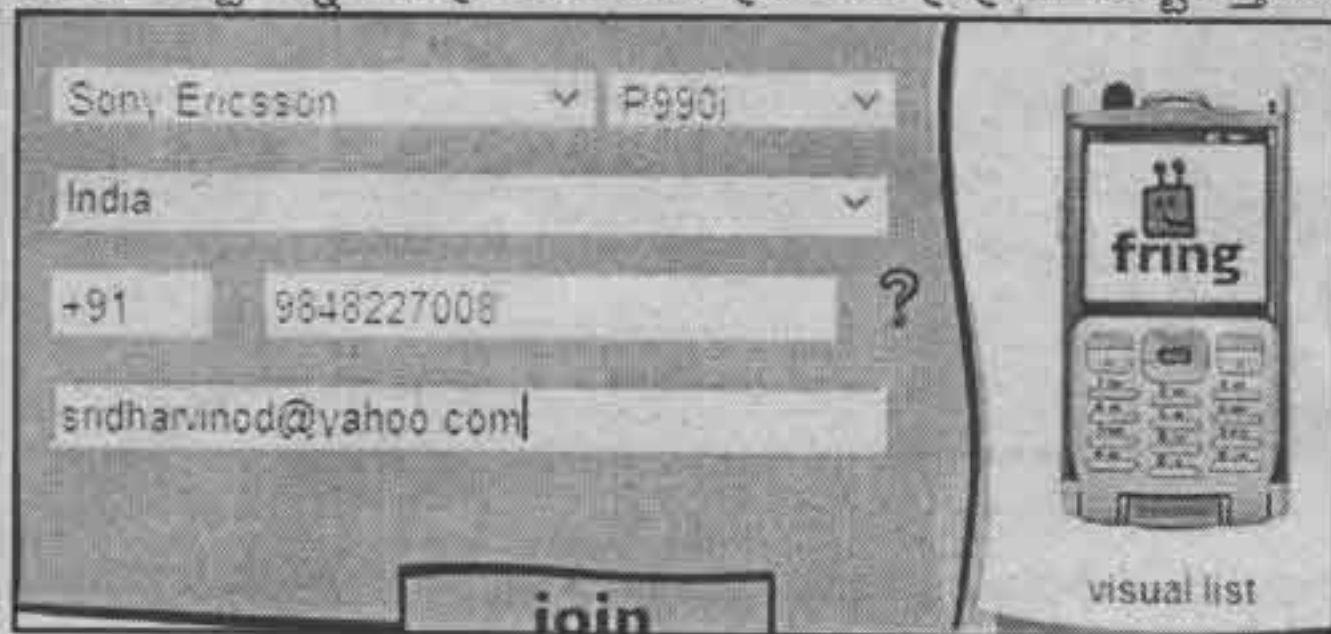 Sony Ericsson P990i
India
+91 9848227008 ?
sridharvinod@yahoo.com
join
fring
visual list